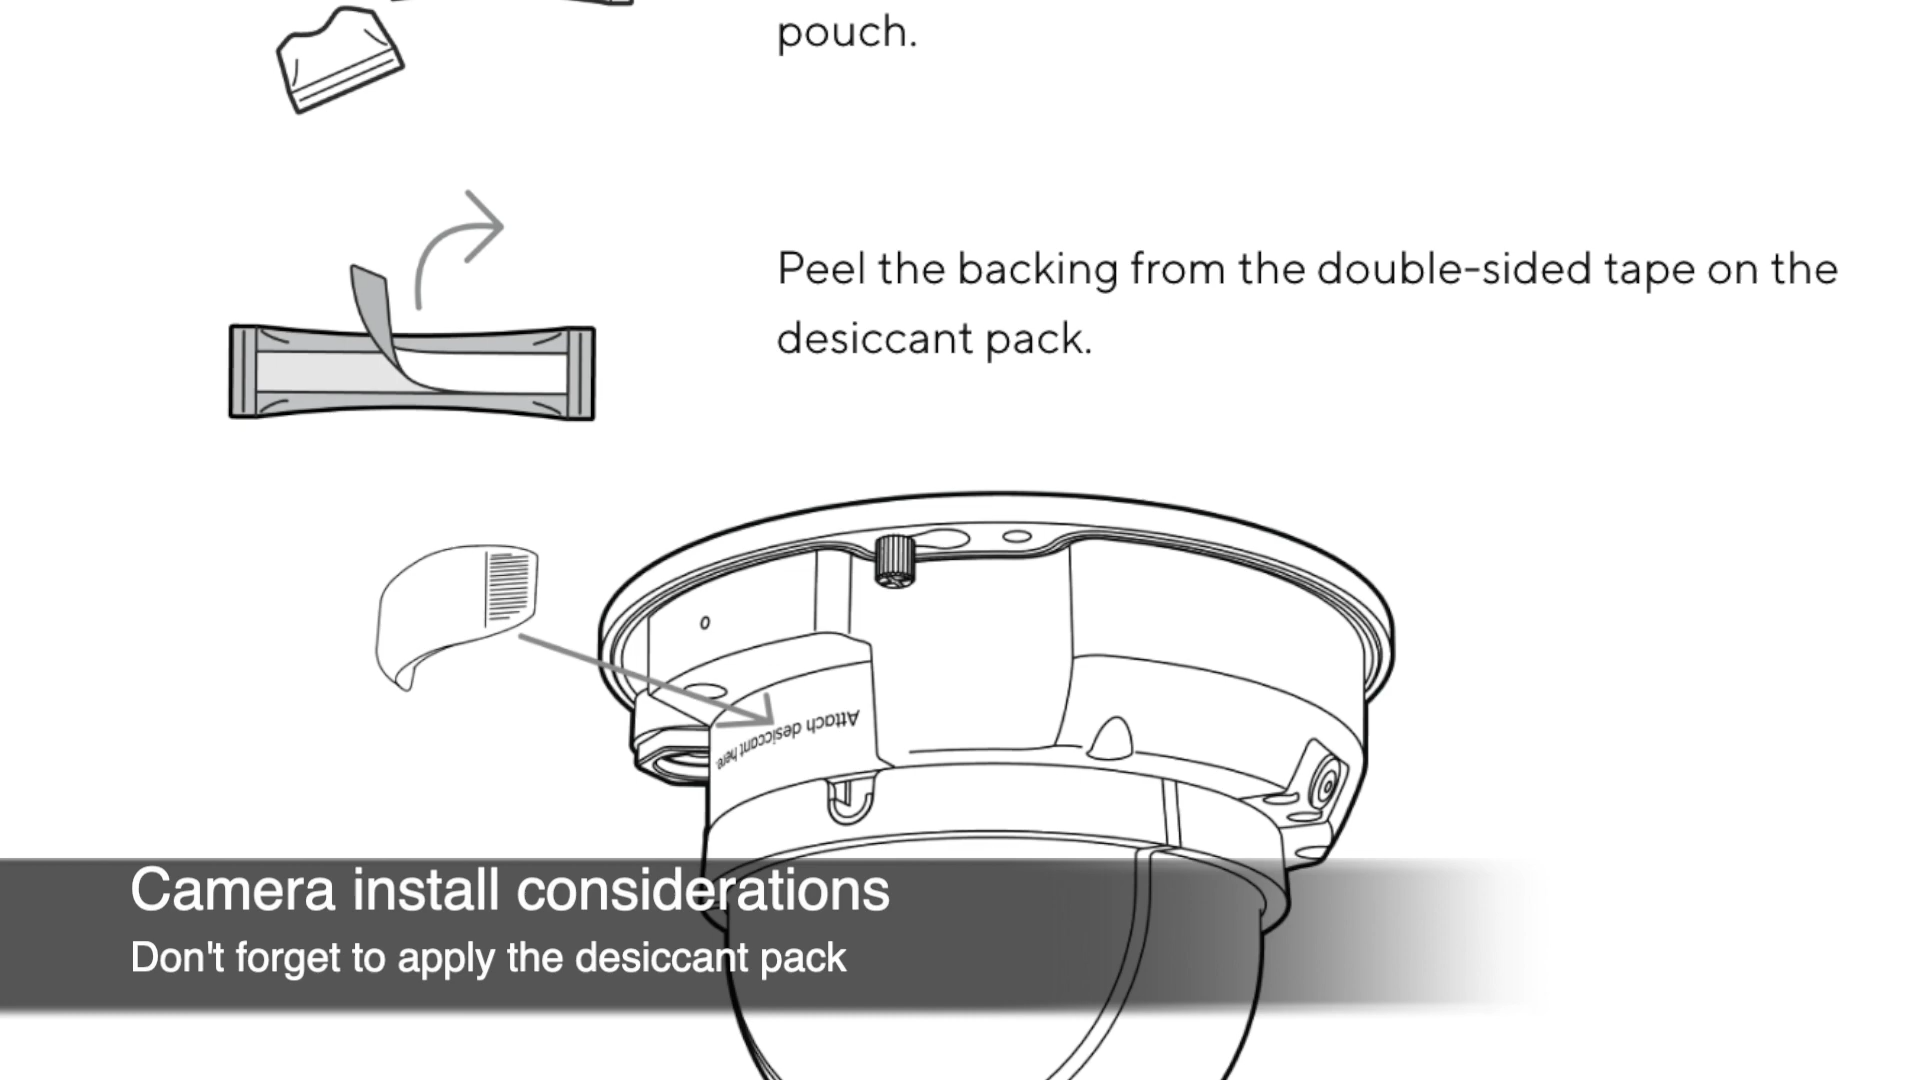 pouch.
Peel the backing from the double-sided tape on the
desiccant pack.
Attach desiccant here.
Camera install considerations
Don't forget to apply the desiccant pack